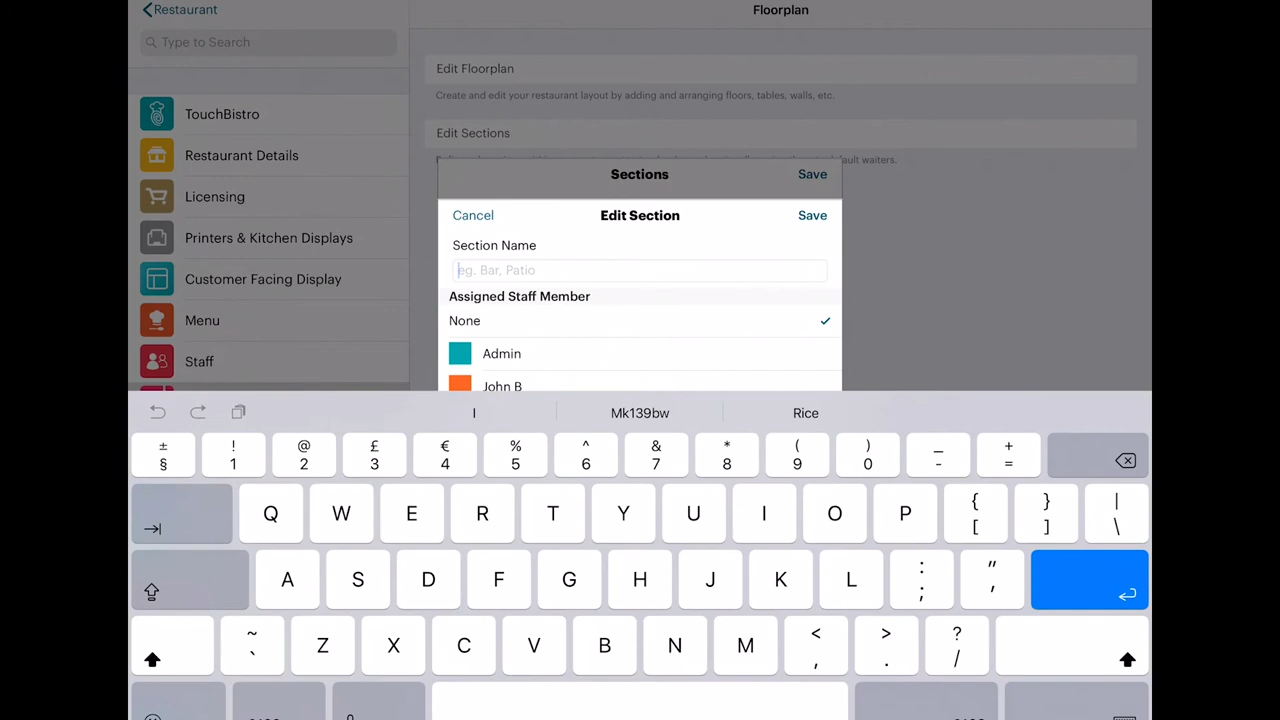 Restaurant
Floorplan
Type to Search
Edit Floorplan
Create and edit your restaurant layout by adding and arranging floors, tables, walls, etc.
TouchBistro
Edit Sections
Restaurant Details
default waiters.
Sections
Save
Licensing
Cancel
Edit Section
Save
Printers & Kitchen Displays
Section Name
eg. Bar, Patio
Customer Facing Display
Assigned Staff Member
None
Menu
Admin
Staff
John B
I
Mk139bw
Rice
± ! @ £ € % ^ & * ( ) _ +
§ 1 2 3 4 5 6 7 8 9 0 - =
Q W E R T Y U I O P { } |
[ ] \
A S D F G H J K L : "
; '
~ Z X C V B N M < > ?
` , . /